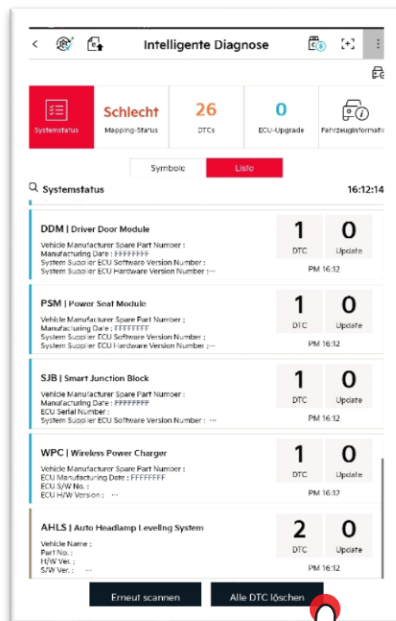 Intelligente Diagnose
Systemstatus
Schlecht
Mapping-Status
26
DTCs
0
ECU-Upgrade
Fahrzeuginformati
Symbole
Liste
Systemstatus
16:12:14
DDM | Driver Door Module
Vehicle Manufacturer Spare Part Number :
Manufacturing Date : FFFFFFFF
System Supplier ECU Software Version Number :
System Supplier ECU Hardware Version Number :···
1
DTC
0
Update
PM 16:12
PSM | Power Seat Module
Vehicle Manufacturer Spare Part Number :
Manufacturing Date : FFFFFFFF
System Supplier ECU Software Version Number :
System Supplier ECU Hardware Version Number :···
1
DTC
0
Update
PM 16:12
SJB | Smart Junction Block
Vehicle Manufacturer Spare Part Number :
Manufacturing Date : FFFFFFFF
ECU Serial Number :
System Supplier ECU Software Version Number : ···
1
DTC
0
Update
PM 16:12
WPC | Wireless Power Charger
Vehicle Manufacturer Spare Part Number :
ECU Manufacturing Date : FFFFFFFF
ECU S/W No. :
ECU H/W Version : ···
1
DTC
0
Update
PM 16:12
AHLS | Auto Headlamp Leveling System
Vehicle Name :
Part No. :
H/W Ver. :
S/W Ver. : ···
2
DTC
0
Update
PM 16:12
Erneut scannen
Alle DTC löschen